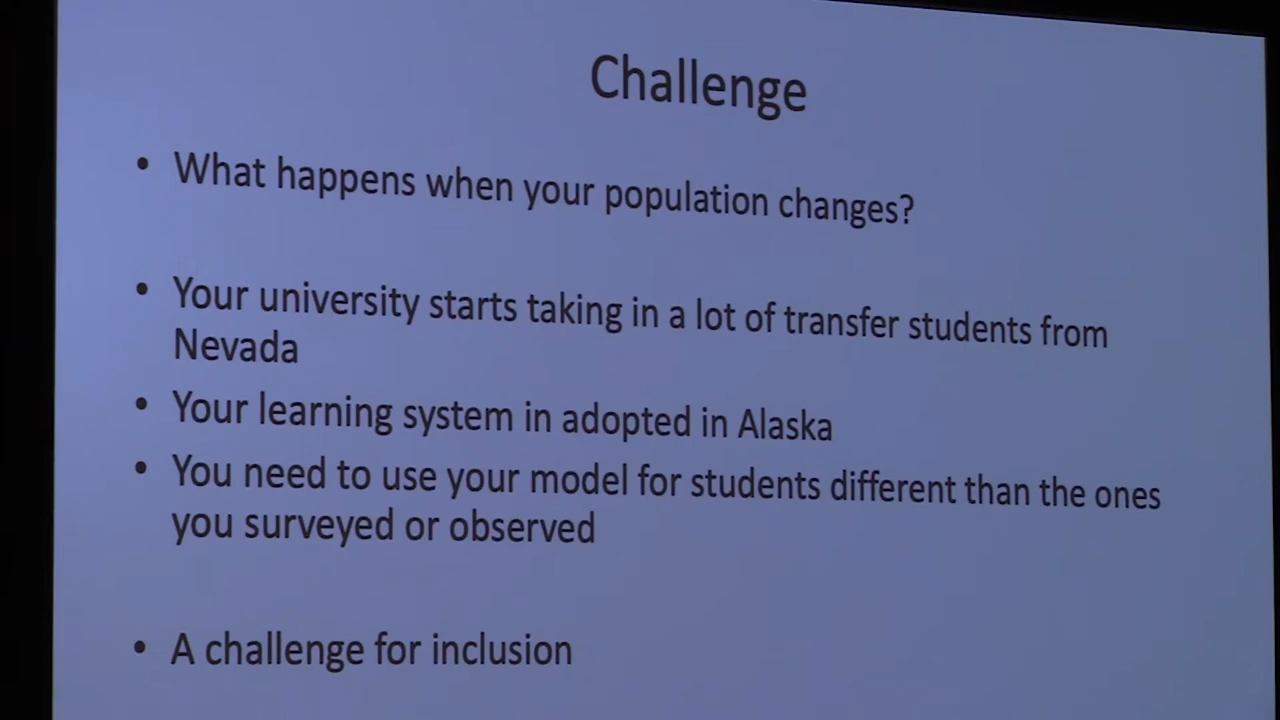 Challenge
• What happens when your population changes?
• Your university starts taking in a lot of transfer students from
Nevada
• Your learning system in adopted in Alaska
• You need to use your model for students different than the ones
you surveyed or observed
• A challenge for inclusion